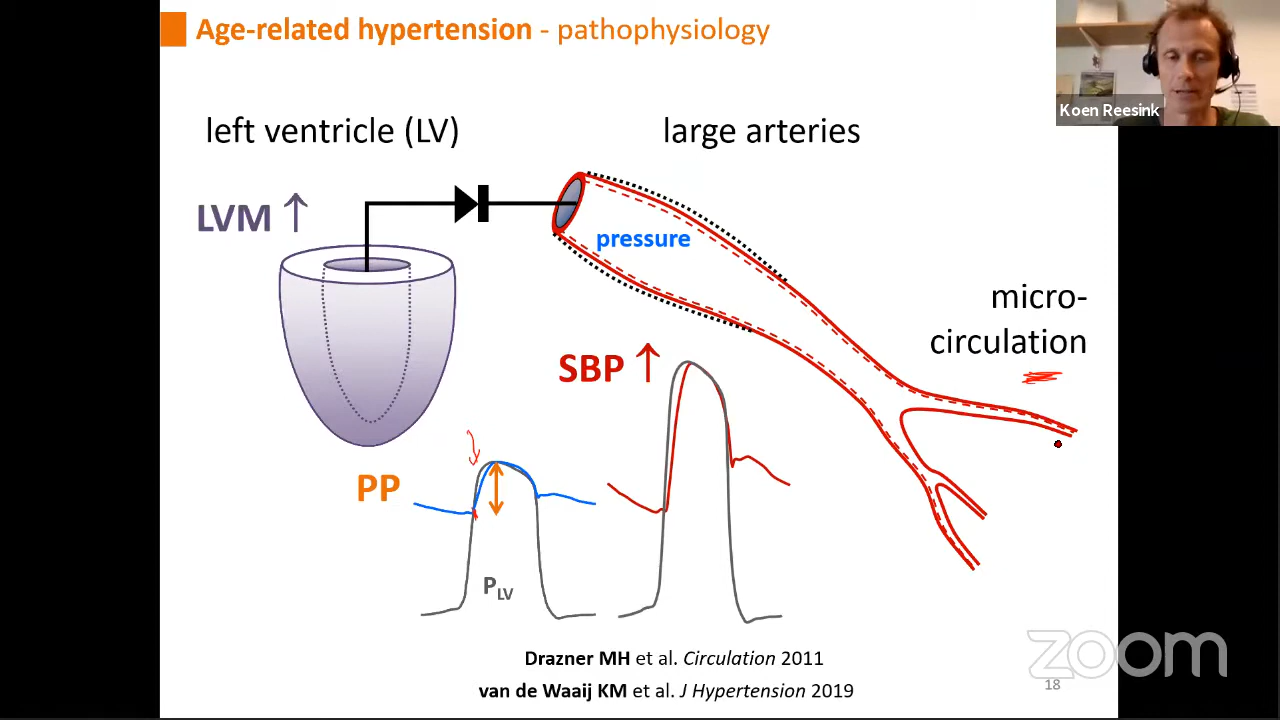 Age-related hypertension - pathophysiology
Koen Reesink
left ventricle (LV)
large arteries
LVM ↑
pressure
micro-
circulation
SBP ↑
PP
P_LV
Drazner MH et al. Circulation 2011
van de Waaij KM et al. J Hypertension 2019
zoom
18